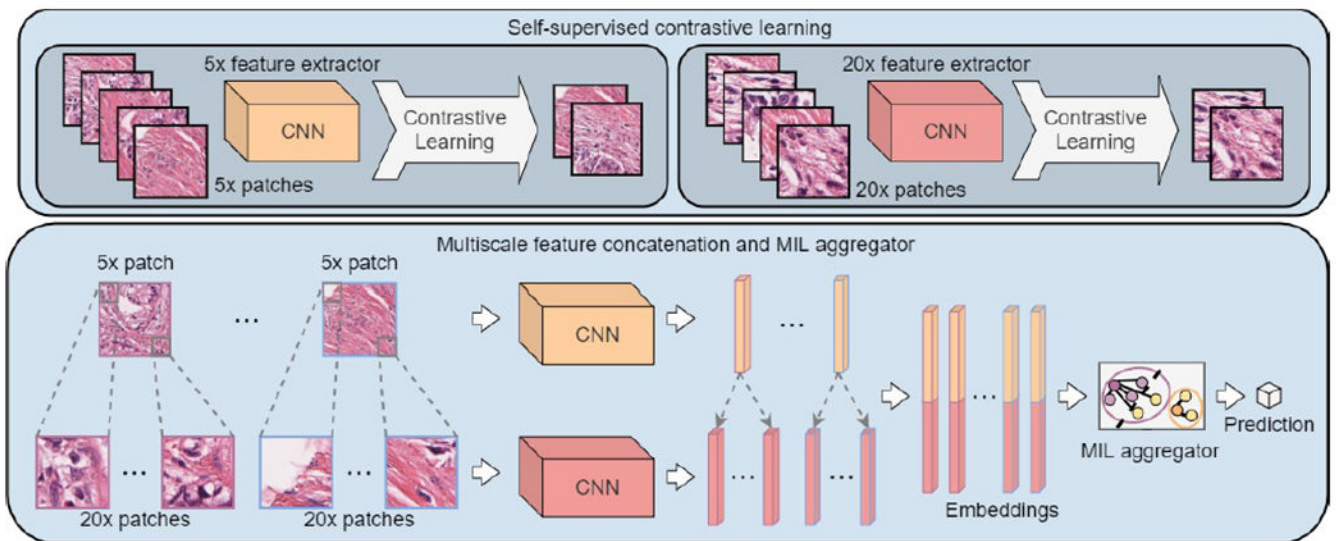 Self-supervised contrastive learning
5x feature extractor
CNN
Contrastive
Learning
5x patches
20x feature extractor
CNN
Contrastive
Learning
20x patches
Multiscale feature concatenation and MIL aggregator
5x patch
...
5x patch
CNN
...
...
MIL aggregator
Prediction
...
...
CNN
...
...
20x patches
20x patches
Embeddings